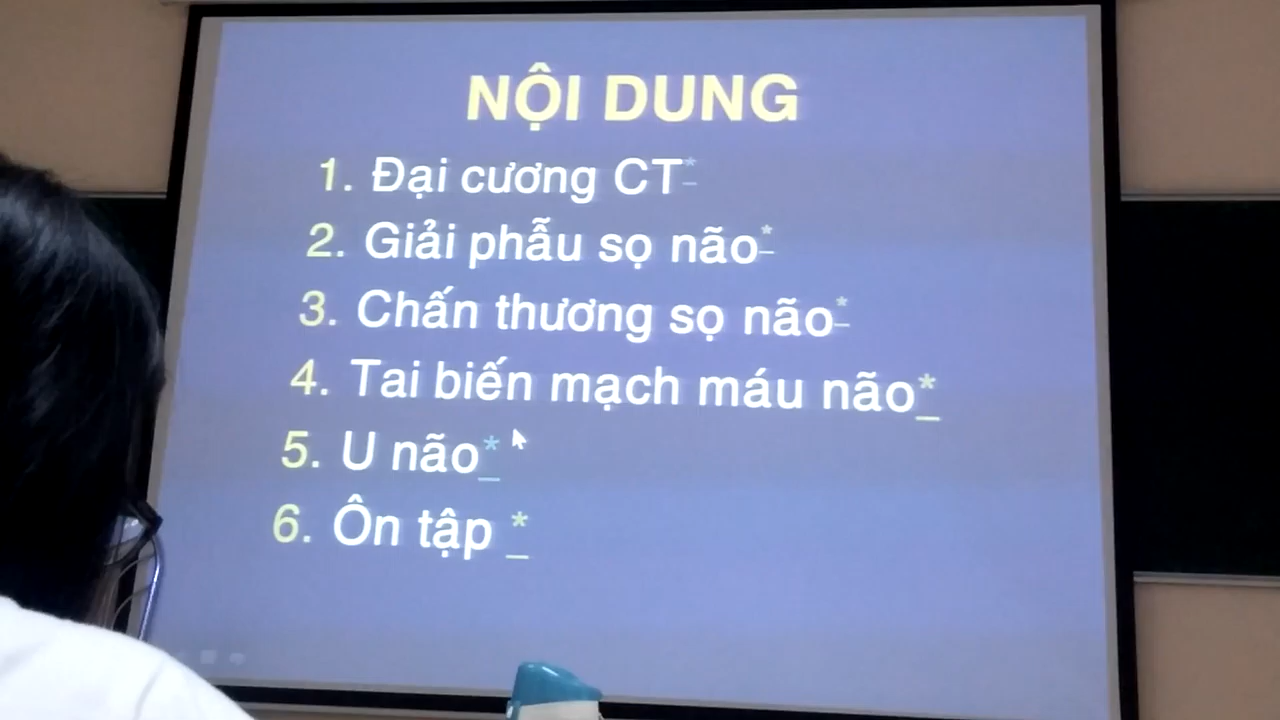 NỘI DUNG
1. Đại cương CT*
2. Giải phẫu sọ não*
3. Chấn thương sọ não*
4. Tai biến mạch máu não*
5. U não*
6. Ôn tập *